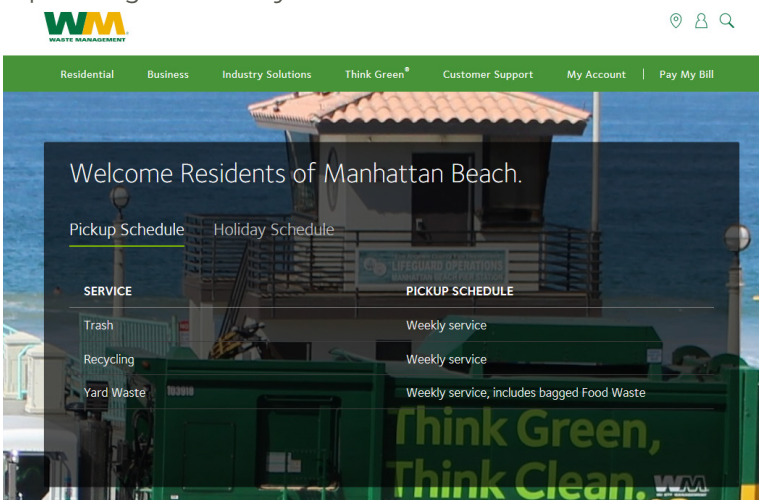 WM
WASTE MANAGEMENT
Residential Business Industry Solutions Think Green® Customer Support My Account | Pay My Bill
Welcome Residents of Manhattan Beach.
Pickup Schedule Holiday Schedule
LIFEGUARD OPERATIONS
SERVICE PICKUP SCHEDULE
Trash Weekly service
Recycling Weekly service
Yard Waste Weekly service, includes bagged Food Waste
103918
Think Green,
Think Clean. WM